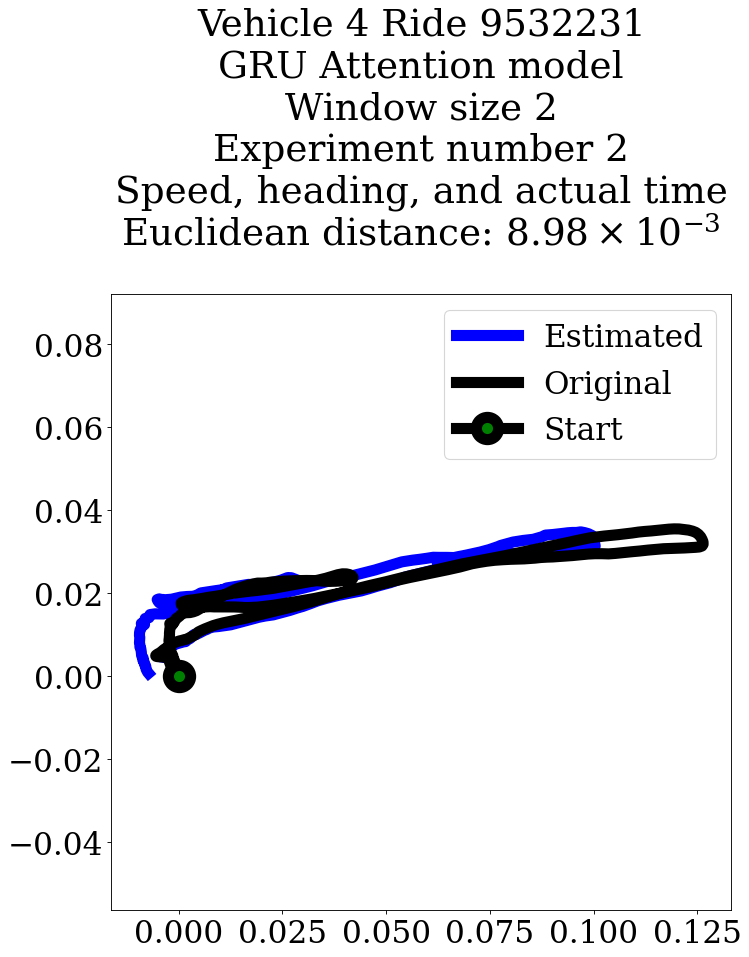 Vehicle 4 Ride 9532231
GRU Attention model
Window size 2
Experiment number 2
Speed, heading, and actual time
Euclidean distance: 8.98 × 10⁻³
Estimated
Original
Start
0.08
0.06
0.04
0.02
0.00
−0.02
−0.04
0.000 0.025 0.050 0.075 0.100 0.125